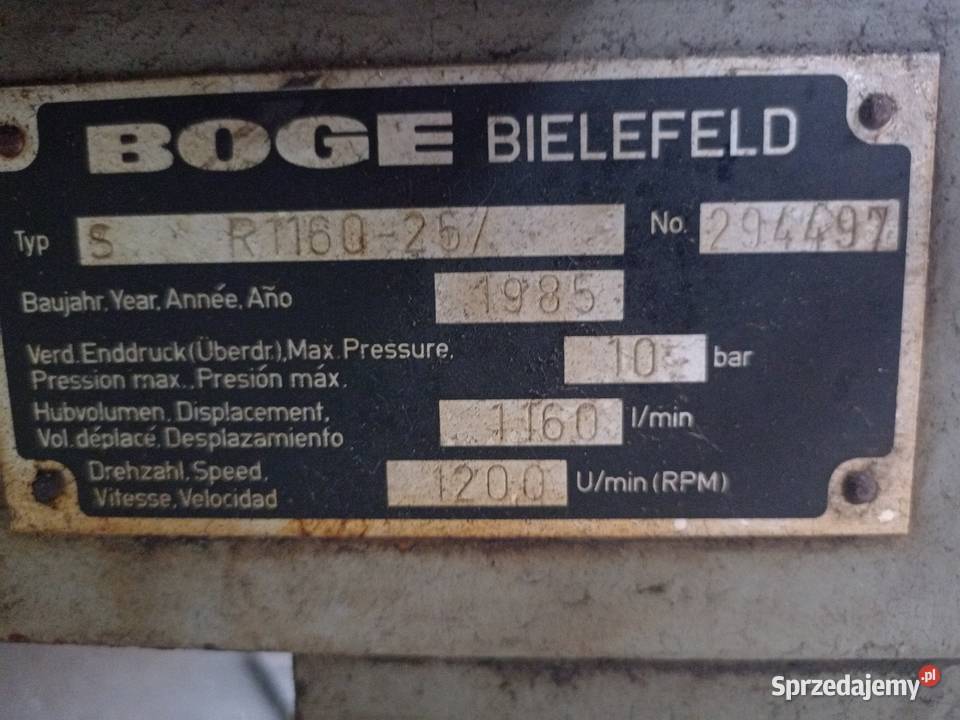 BOGE BIELEFELD
Typ S R1160-25/ No. 294497
Baujahr, Year, Année, Año 1985
Verd. Enddruck (Überdr.), Max. Pressure, 10- bar
Pression max., Presión máx.
Hubvolumen, Displacement, 1160 l/min
Vol. déplacé, Desplazamiento
Drehzahl, Speed, 1200 U/min (RPM)
Vitesse, Velocidad
Sprzedajemy.pl